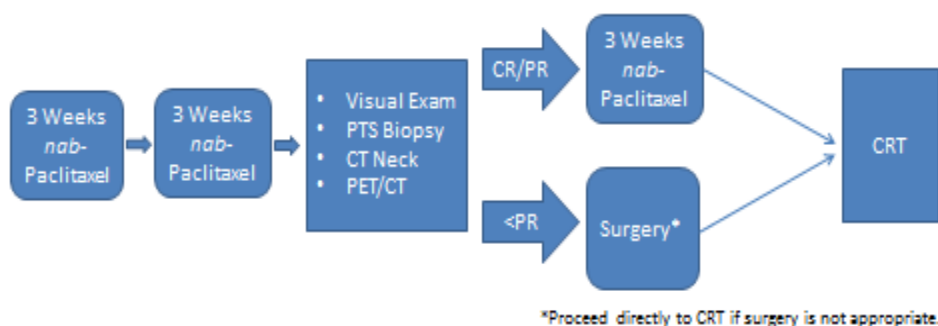 3 Weeks
nab-
Paclitaxel
3 Weeks
nab-
Paclitaxel
• Visual Exam
• PTS Biopsy
• CT Neck
• PET/CT
CR/PR
3 Weeks
nab-
Paclitaxel
<PR
Surgery*
CRT
*Proceed directly to CRT if surgery is not appropriate